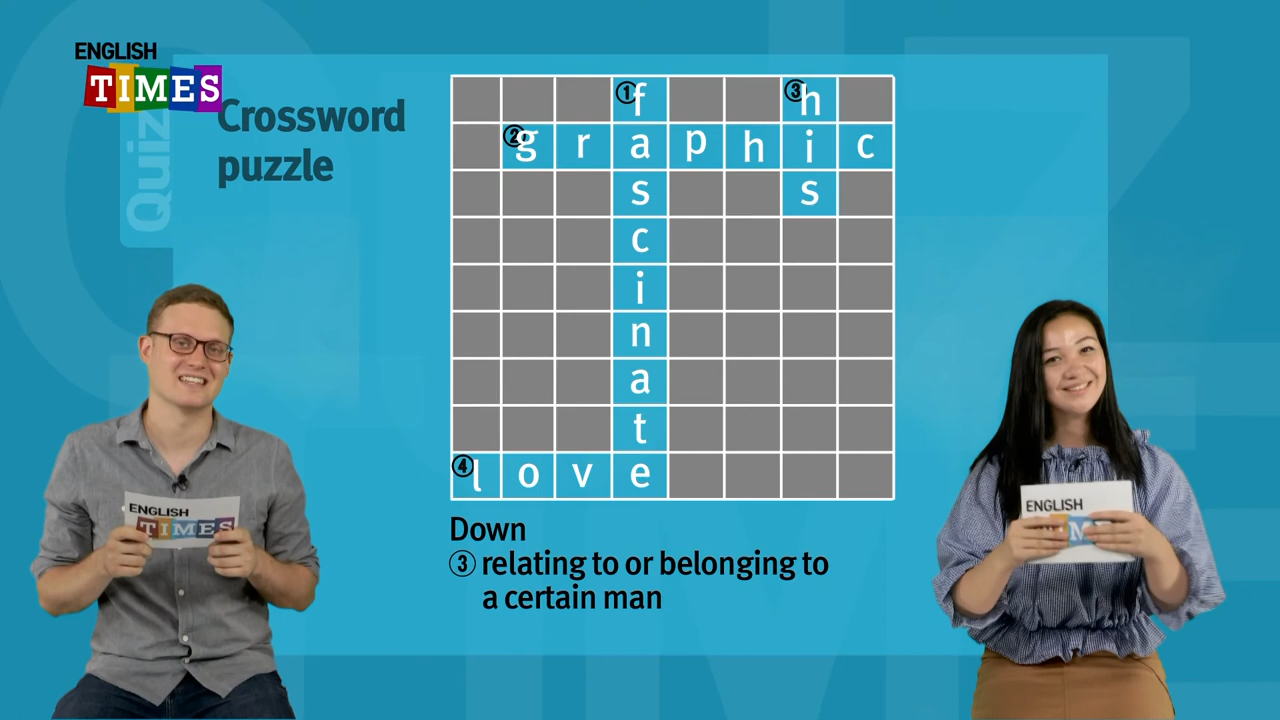 ENGLISH
TIMES
Quiz
Crossword
puzzle
① f ③ h
② g r a p h i c
s s
c
i
n
a
t
④ l o v e
Down
③ relating to or belonging to
a certain man
ENGLISH
TIMES
ENGLISH
TIME